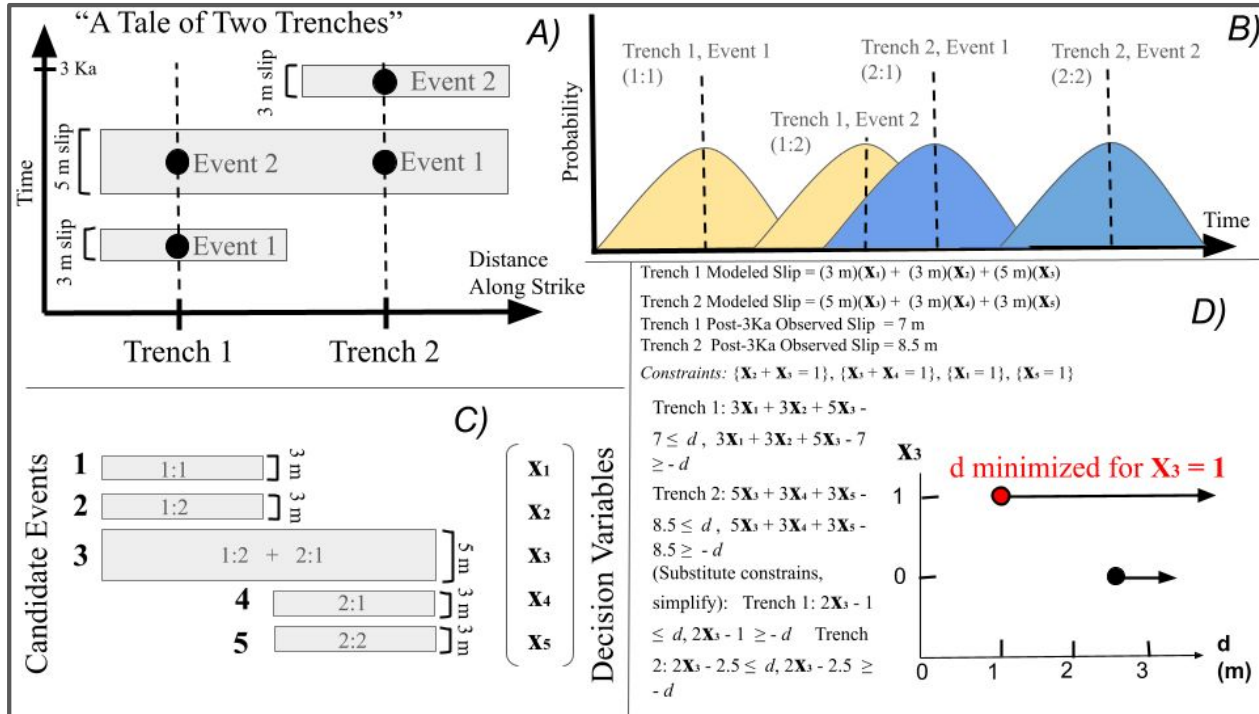 "A Tale of Two Trenches"
A)
3 Ka
Time
3 m slip
Event 2
5 m slip
Event 2
Event 1
3 m slip
Event 1
Distance
Along Strike
Trench 1
Trench 2
B)
Probability
Trench 1, Event 1
(1:1)
Trench 1, Event 2
(1:2)
Trench 2, Event 1
(2:1)
Trench 2, Event 2
(2:2)
Time
C)
Candidate Events
1
1:1
3 m
2
1:2
3 m
3
1:2 + 2:1
5 m
4
2:1
3 m
5
2:2
3 m
x₁
x₂
x₃
x₄
x₅
Decision Variables
D)
Trench 1 Modeled Slip = (3 m)(x₁) + (3 m)(x₂) + (5 m)(x₃)
Trench 2 Modeled Slip = (5 m)(x₃) + (3 m)(x₄) + (3 m)(x₅)
Trench 1 Post-3Ka Observed Slip = 7 m
Trench 2 Post-3Ka Observed Slip = 8.5 m
Constraints: {x₂ + x₃ = 1}, {x₃ + x₄ = 1}, {x₁ = 1}, {x₅ = 1}
Trench 1: 3x₁ + 3x₂ + 5x₃ -
7 ≤ d , 3x₁ + 3x₂ + 5x₃ - 7
≥ - d
Trench 2: 5x₃ + 3x₄ + 3x₅ -
8.5 ≤ d , 5x₃ + 3x₄ + 3x₅ -
8.5 ≥ - d
(Substitute constrains,
simplify): Trench 1: 2x₃ - 1
≤ d, 2x₃ - 1 ≥ - d Trench
2: 2x₃ - 2.5 ≤ d, 2x₃ - 2.5 ≥
- d
x₃
d minimized for x₃ = 1
1
0
0
1
2
3
d
(m)